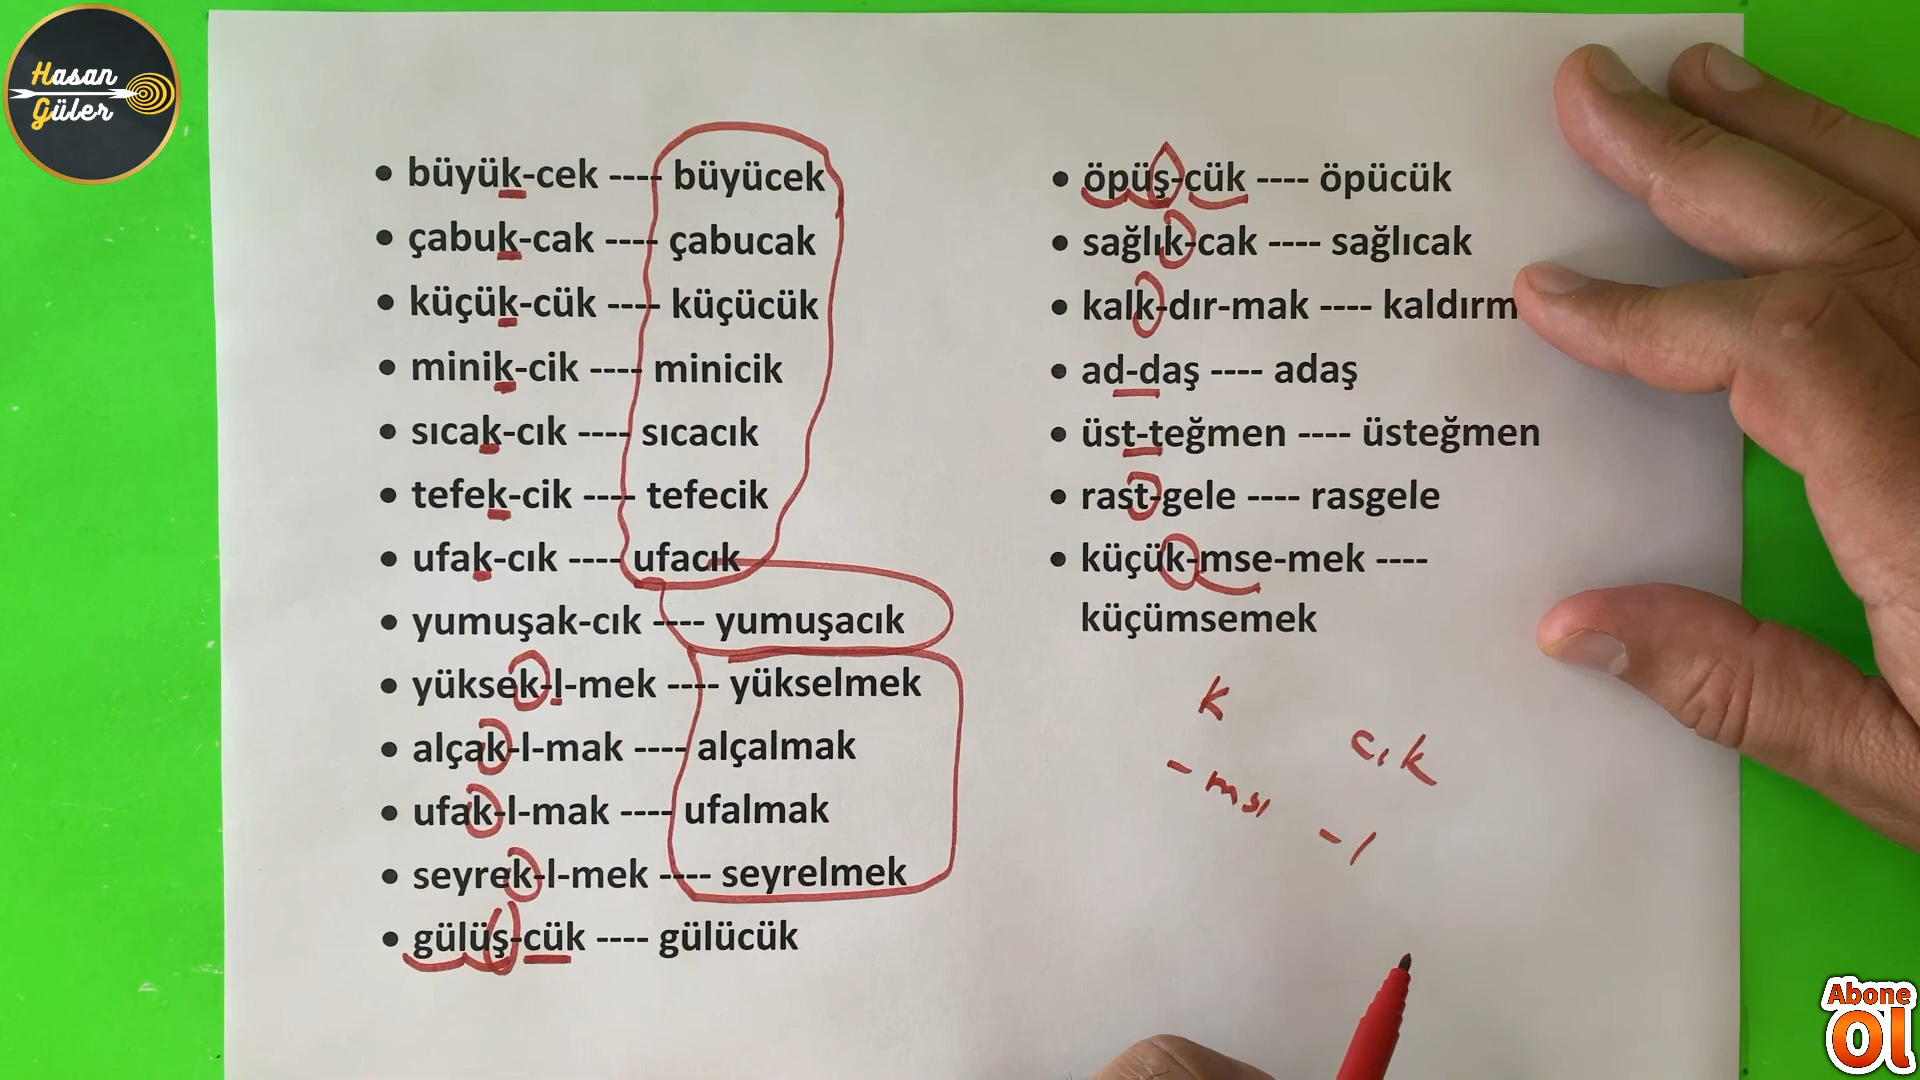 Hasan
Güler
• büyük-cek ---- büyücek
• çabuk-cak ---- çabucak
• küçük-cük ---- küçücük
• minik-cik ---- minicik
• sıcak-cık ---- sıcacık
• tefek-cik ---- tefecik
• ufak-cık ---- ufacık
• yumuşak-cık ---- yumuşacık
• yüksek-l-mek ---- yükselmek
• alçak-l-mak ---- alçalmak
• ufak-l-mak ---- ufalmak
• seyrek-l-mek ---- seyrelmek
• gülüş-cük ---- gülücük
• öpüş-cük ---- öpücük
• sağlık-cak ---- sağlıcak
• kalk-dır-mak ---- kaldırm
• ad-daş ---- adaş
• üst-teğmen ---- üsteğmen
• rast-gele ---- rasgele
• küçük-mse-mek ----
küçümsemek
k
cık
- msı
- l
Abone
Ol